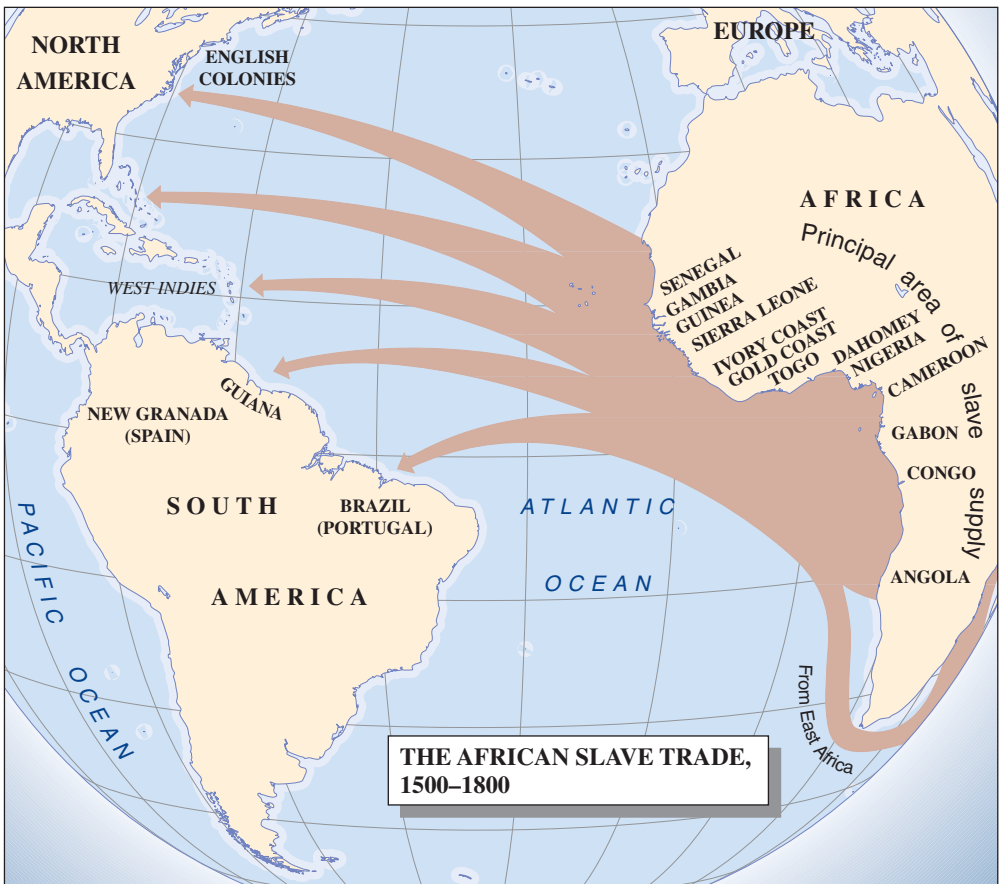 NORTH
AMERICA
ENGLISH
COLONIES
EUROPE
AFRICA
Principal area of slave supply
SENEGAL
GAMBIA
GUINEA
SIERRA LEONE
IVORY COAST
GOLD COAST
TOGO
DAHOMEY
NIGERIA
CAMEROON
GABON
CONGO
ANGOLA
WEST INDIES
GUIANA
NEW GRANADA
(SPAIN)
SOUTH
AMERICA
BRAZIL
(PORTUGAL)
ATLANTIC
OCEAN
PACIFIC OCEAN
From East Africa
THE AFRICAN SLAVE TRADE,
1500–1800